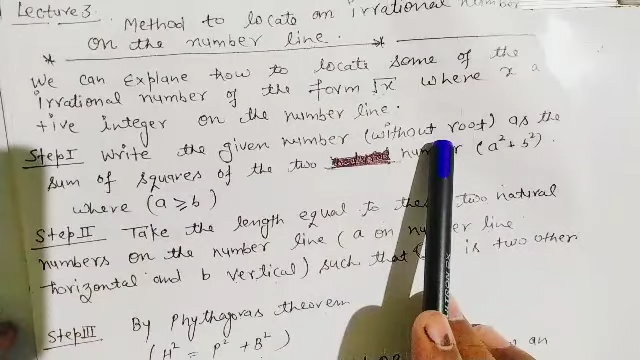 Lecture 3.
Method to locate an irrational number
on the number line.
We can explane how to locate some of the
irrational number of the form √x where x a
+ive integer on the number line.
Step I Write the given number (without root) as the
sum of squares of the two number (a²+b²).
where (a ≥ b)
Step II Take the length equal to these two natural
numbers on the number line (a on number line
horizontal and b vertical) such that is two other
Step III By Phythagoras theorem
(H² = P² + B²)
an